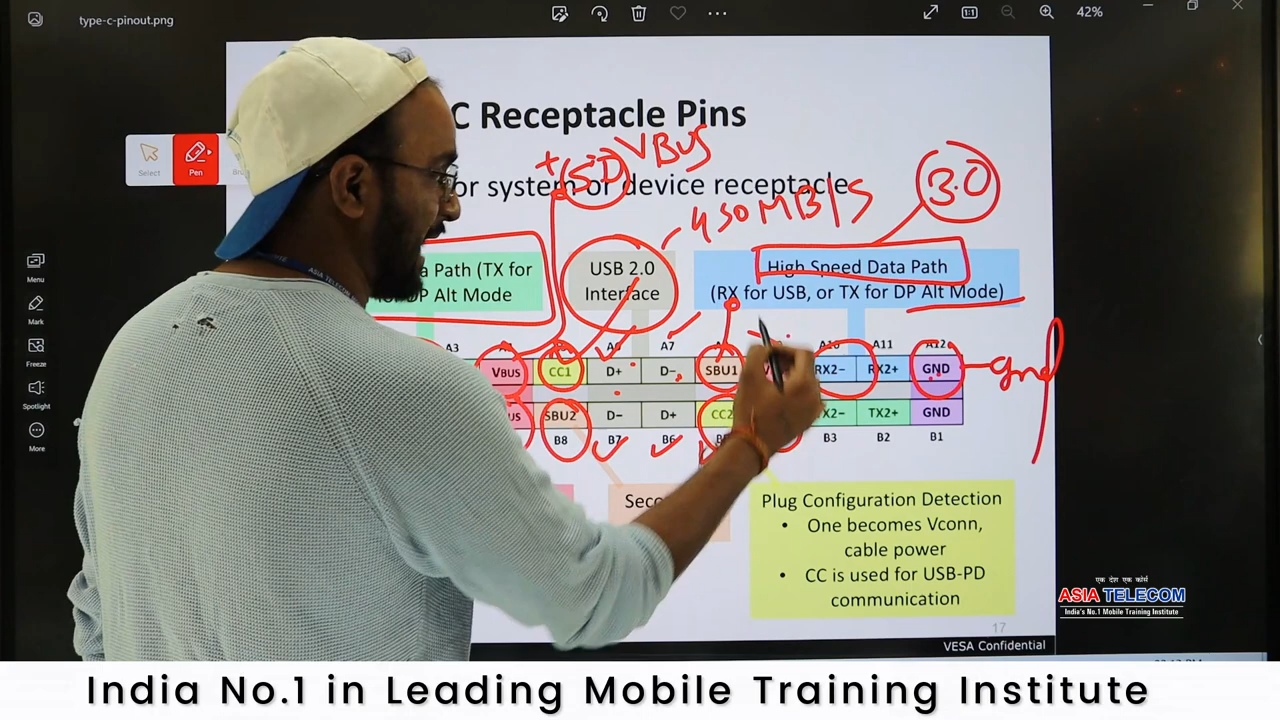 type-c-pinout.png
42%
C Receptacle Pins
or system or device receptacle
VBUS
+
5V
450MB/S
3.0
Select
Pen
Path (TX for
DP Alt Mode
USB 2.0
Interface
High Speed Data Path
(RX for USB, or TX for DP Alt Mode)
A3
A7
A10
A11
A12
VBUS
CC1
D+
D-
SBU1
RX2-
RX2+
GND
Gnd
SBU2
D-
D+
CC2
TX2+
GND
B8
B7
B6
B3
B2
B1
Menu
Mark
Freeze
Spotlight
More
Plug Configuration Detection
• One becomes Vconn,
cable power
• CC is used for USB-PD
communication
17
VESA Confidential
एक देश एक कोर्स
ASIA TELECOM
India's No.1 Mobile Training Institute
India No.1 in Leading Mobile Training Institute